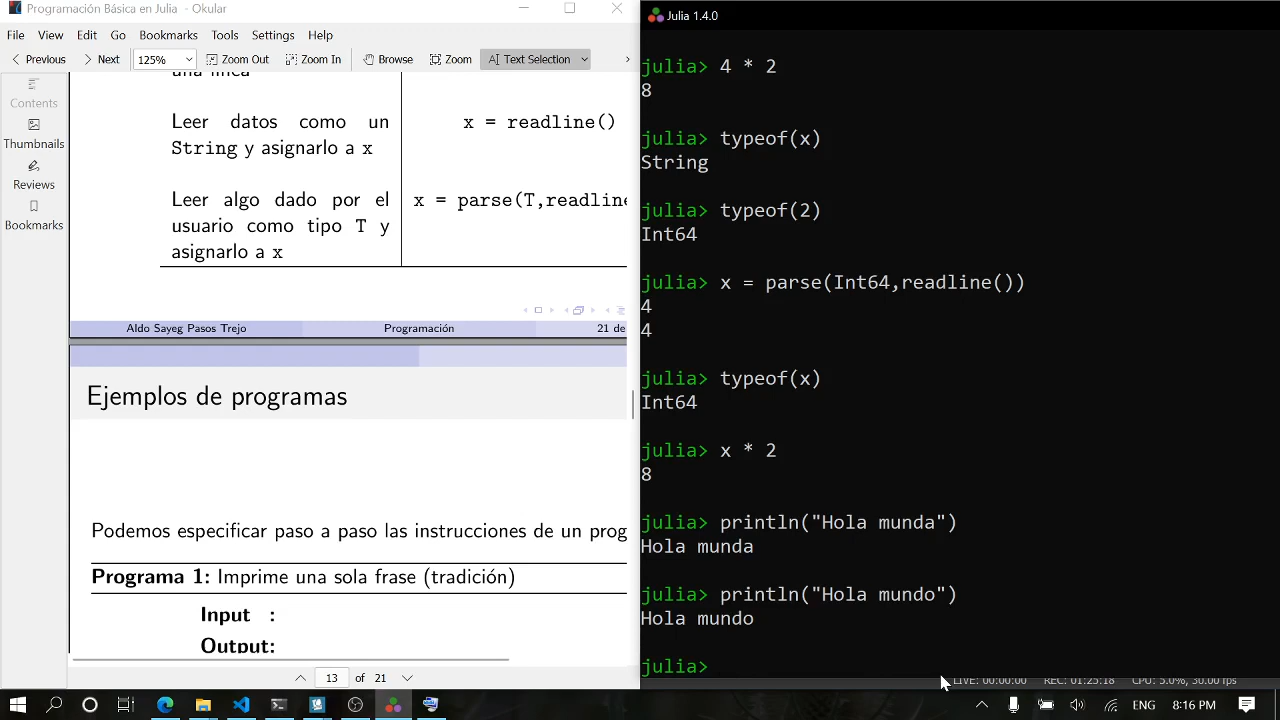 Programación Básica en Julia - Okular
File View Edit Go Bookmarks Tools Settings Help
Previous Next 125% Zoom Out Zoom In Browse Zoom Text Selection
Contents
Thumbnails
Reviews
Bookmarks
una línea
Leer datos como un
String y asignarlo a x
x = readline()
Leer algo dado por el
usuario como tipo T y
asignarlo a x
x = parse(T,readline
Aldo Sayeg Pasos Trejo Programación 21 de
Ejemplos de programas
Podemos especificar paso a paso las instrucciones de un prog
Programa 1: Imprime una sola frase (tradición)
Input :
Output:
13 of 21
Julia 1.4.0
julia> 4 * 2
8
julia> typeof(x)
String
julia> typeof(2)
Int64
julia> x = parse(Int64,readline())
4
4
julia> typeof(x)
Int64
julia> x * 2
8
julia> println("Hola munda")
Hola munda
julia> println("Hola mundo")
Hola mundo
julia>
LIVE: 00:00:00 REC: 01:25:18 CPU: 5.0%, 30.00 fps
ENG 8:16 PM